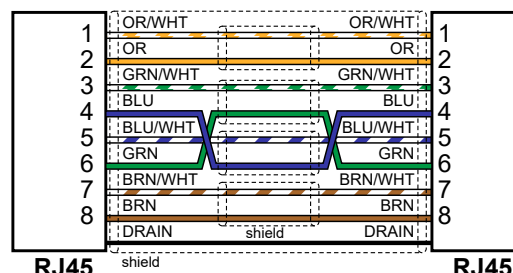 OR/WHT OR/WHT
1 1
OR OR
2 2
GRN/WHT GRN/WHT
3 3
BLU BLU
4 4
BLU/WHT BLU/WHT
5 5
GRN GRN
6 6
BRN/WHT BRN/WHT
7 7
BRN BRN
8 8
DRAIN shield DRAIN
RJ45 shield RJ45